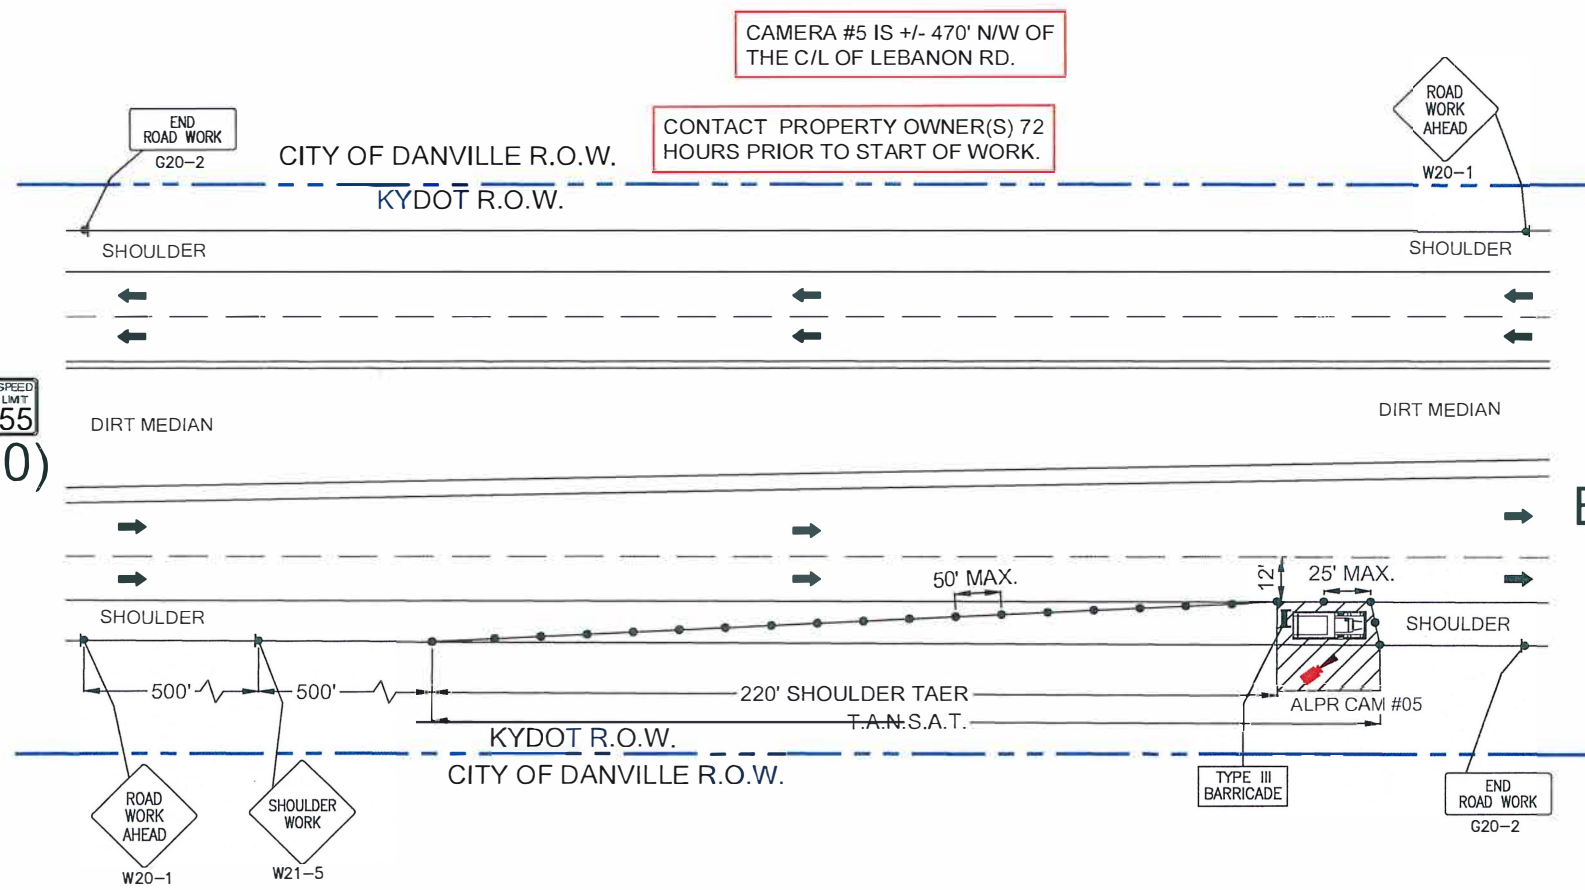 CAMERA #5 IS +/- 470' N/W OF
THE C/L OF LEBANON RD.
END
ROAD WORK
G20-2
CONTACT PROPERTY OWNER(S) 72
HOURS PRIOR TO START OF WORK.
ROAD
WORK
AHEAD
W20-1
CITY OF DANVILLE R.O.W.
KYDOT R.O.W.
SHOULDER
SHOULDER
SPEED
LIMIT
55
0)
DIRT MEDIAN
DIRT MEDIAN
50' MAX.
12'
25' MAX.
SHOULDER
SHOULDER
500'
500'
220' SHOULDER TAER
ALPR CAM #05
T.A.N.S.A.T.
KYDOT R.O.W.
CITY OF DANVILLE R.O.W.
ROAD
WORK
AHEAD
W20-1
SHOULDER
WORK
W21-5
TYPE III
BARRICADE
END
ROAD WORK
G20-2